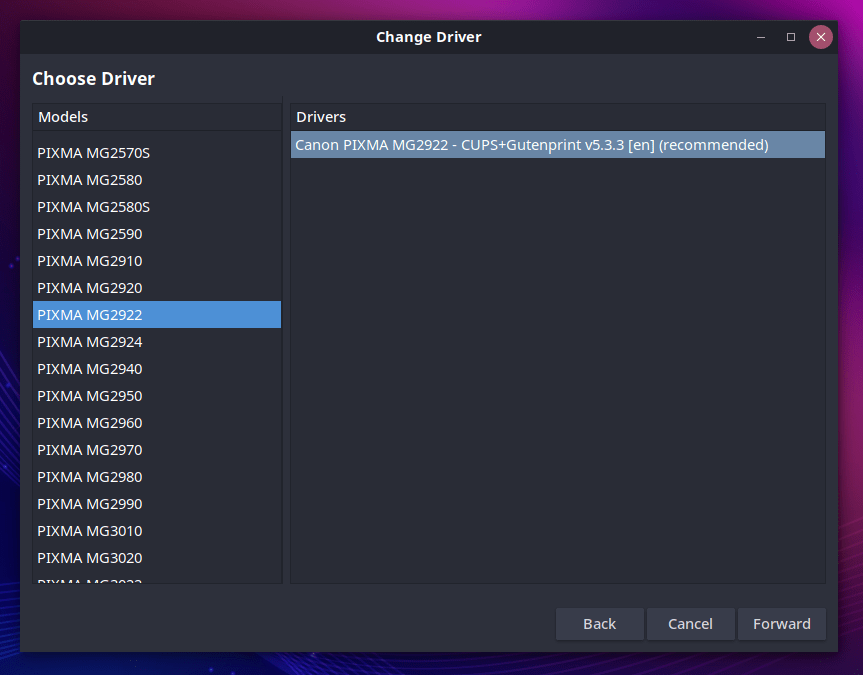 Change Driver
Choose Driver
Models
PIXMA MG2570S
PIXMA MG2580
PIXMA MG2580S
PIXMA MG2590
PIXMA MG2910
PIXMA MG2920
PIXMA MG2922
PIXMA MG2924
PIXMA MG2940
PIXMA MG2950
PIXMA MG2960
PIXMA MG2970
PIXMA MG2980
PIXMA MG2990
PIXMA MG3010
PIXMA MG3020
Drivers
Canon PIXMA MG2922 - CUPS+Gutenprint v5.3.3 [en] (recommended)
Back Cancel Forward